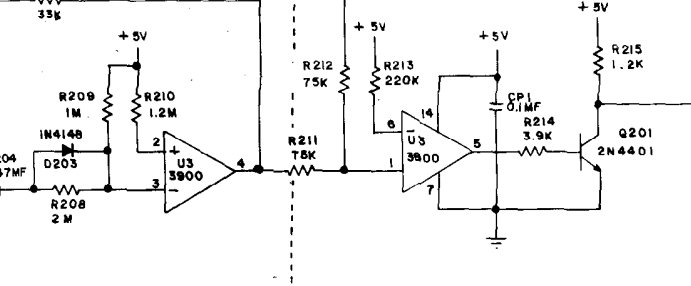 33K
+5V
+5V
+5V
+5V
R212
75K
R213
220K
R215
1.2K
R209
1M
R210
1.2M
CP1
0.1MF
14
R214
3.9K
1N4148
D203
2
+
U3
3900
4
R211
75K
6
−
U3
3900
5
Q201
2N4401
04
47MF
3
−
1
7
R208
2M